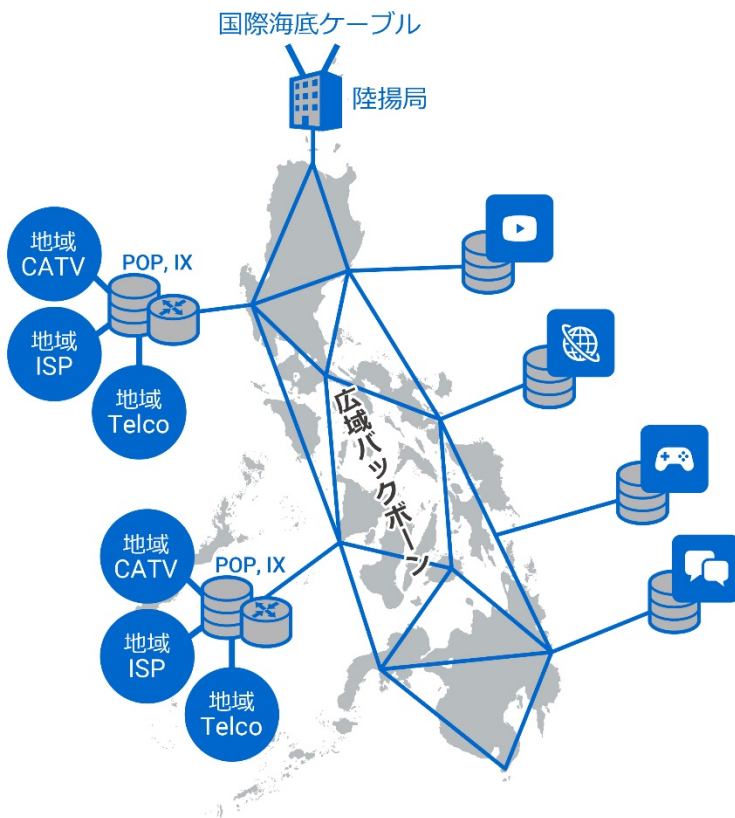 国際海底ケーブル
陸揚局
地域
CATV
POP, IX
地域
ISP
地域
Telco
広域バックボーン
地域
CATV
POP, IX
地域
ISP
地域
Telco